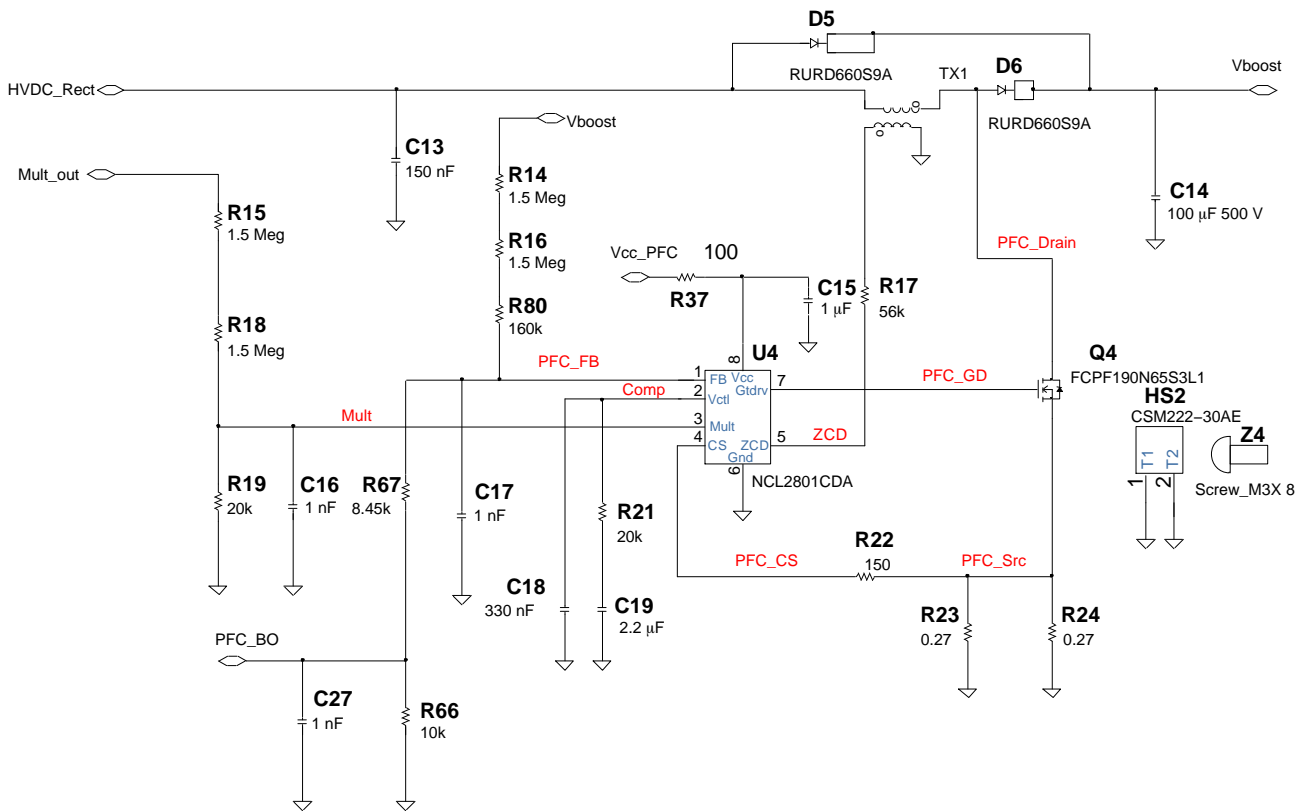 D5
RURD660S9A
TX1
D6
Vboost
HVDC_Rect
RURD660S9A
Vboost
C13
150 nF
Mult_out
R14
1.5 Meg
C14
100 μF 500 V
R15
1.5 Meg
R16
1.5 Meg
PFC_Drain
Vcc_PFC
100
R37
C15
1 μF
R17
56k
R18
1.5 Meg
R80
160k
U4
Q4
FCPF190N65S3L1
PFC_FB
1
FB
8
Vcc
7
Gtdrv
PFC_GD
Comp
2
Vctl
HS2
CSM222-30AE
Mult
3
Mult
4
CS
ZCD
5
ZCD
Gnd
6
NCL2801CDA
T1
T2
1
2
Z4
Screw_M3X 8
R19
20k
C16
1 nF
R67
8.45k
C17
1 nF
R21
20k
R22
150
PFC_CS
PFC_Src
C18
330 nF
C19
2.2 μF
R23
0.27
R24
0.27
PFC_BO
C27
1 nF
R66
10k